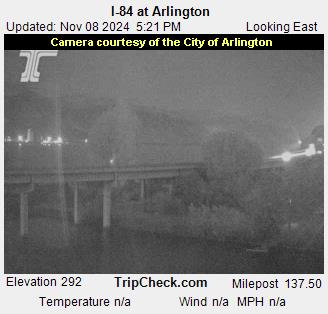 I-84 at Arlington
Updated: Nov 08 2024 5:21 PM Looking East
Camera courtesy of the City of Arlington
Elevation 292 TripCheck.com Milepost 137.50
Temperature n/a Wind n/a MPH n/a